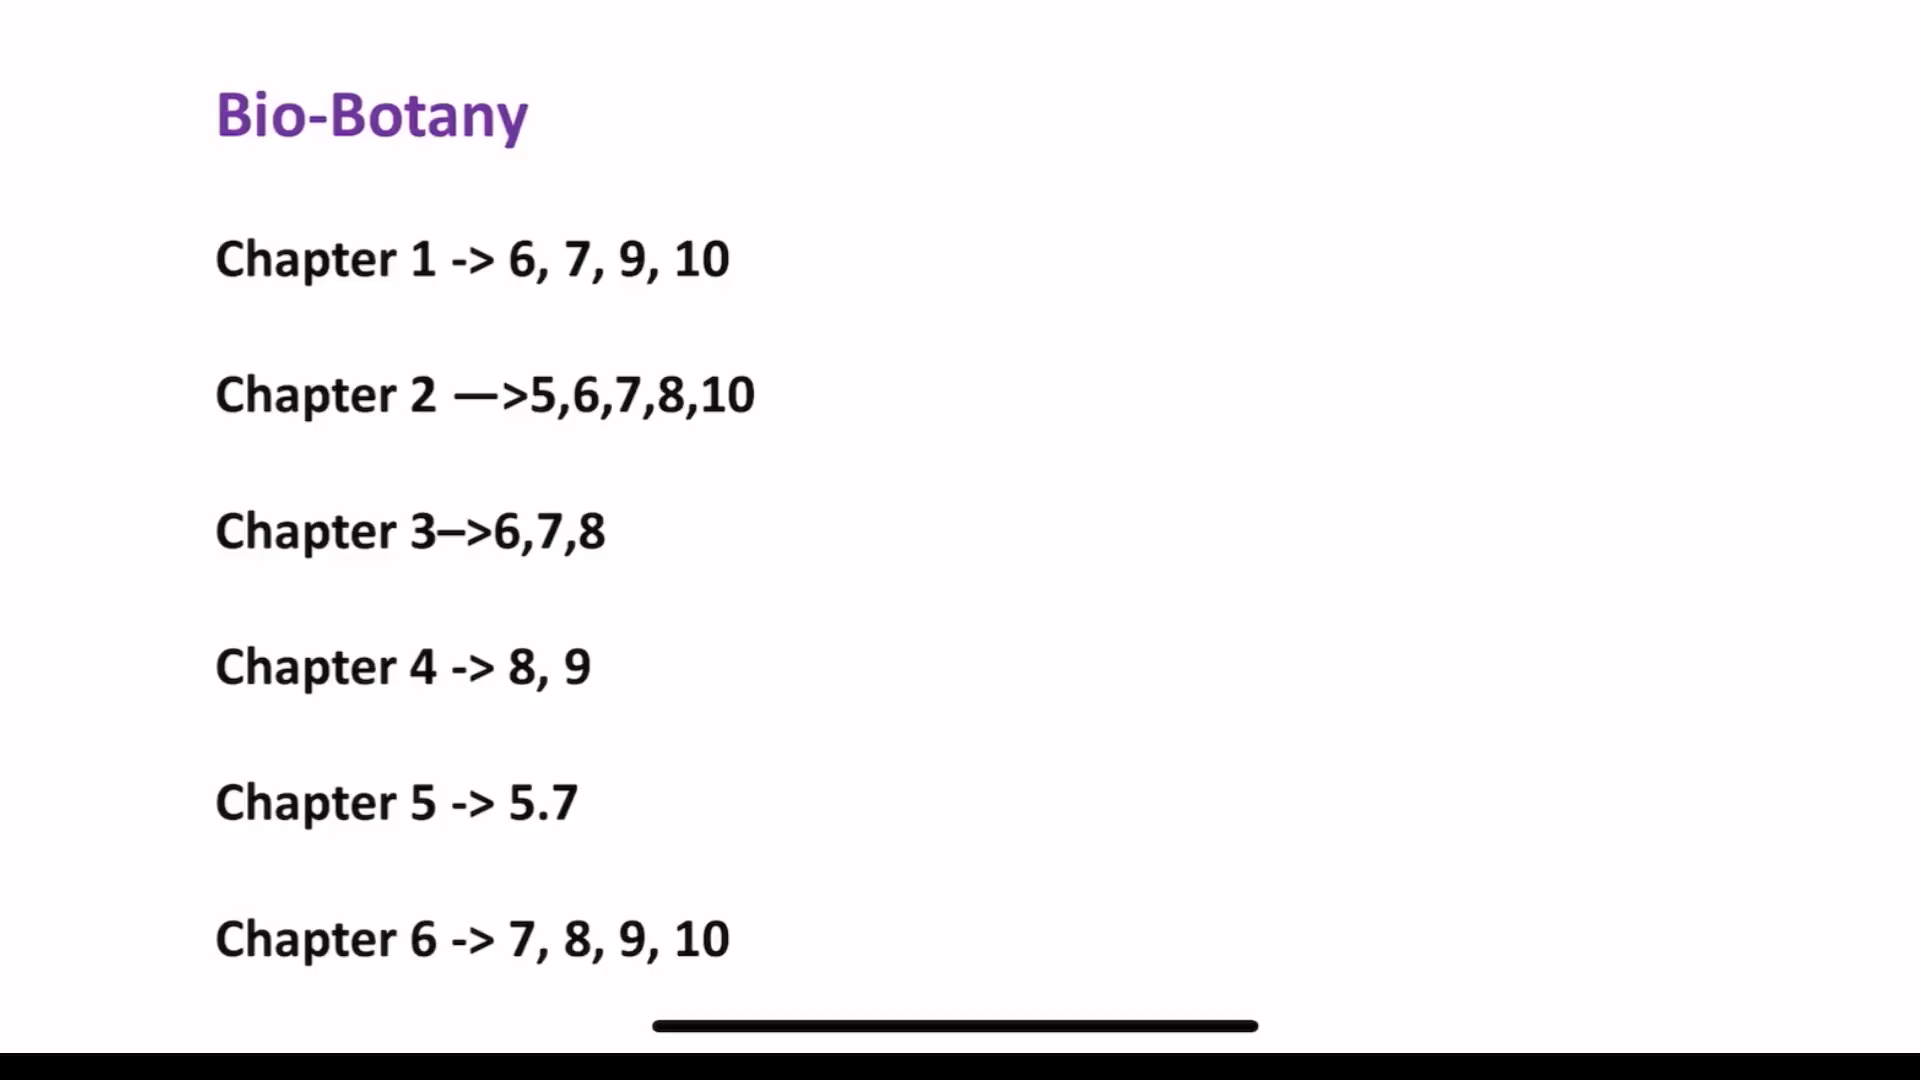 Bio-Botany
Chapter 1 -> 6, 7, 9, 10
Chapter 2 —>5,6,7,8,10
Chapter 3–>6,7,8
Chapter 4 -> 8, 9
Chapter 5 -> 5.7
Chapter 6 -> 7, 8, 9, 10